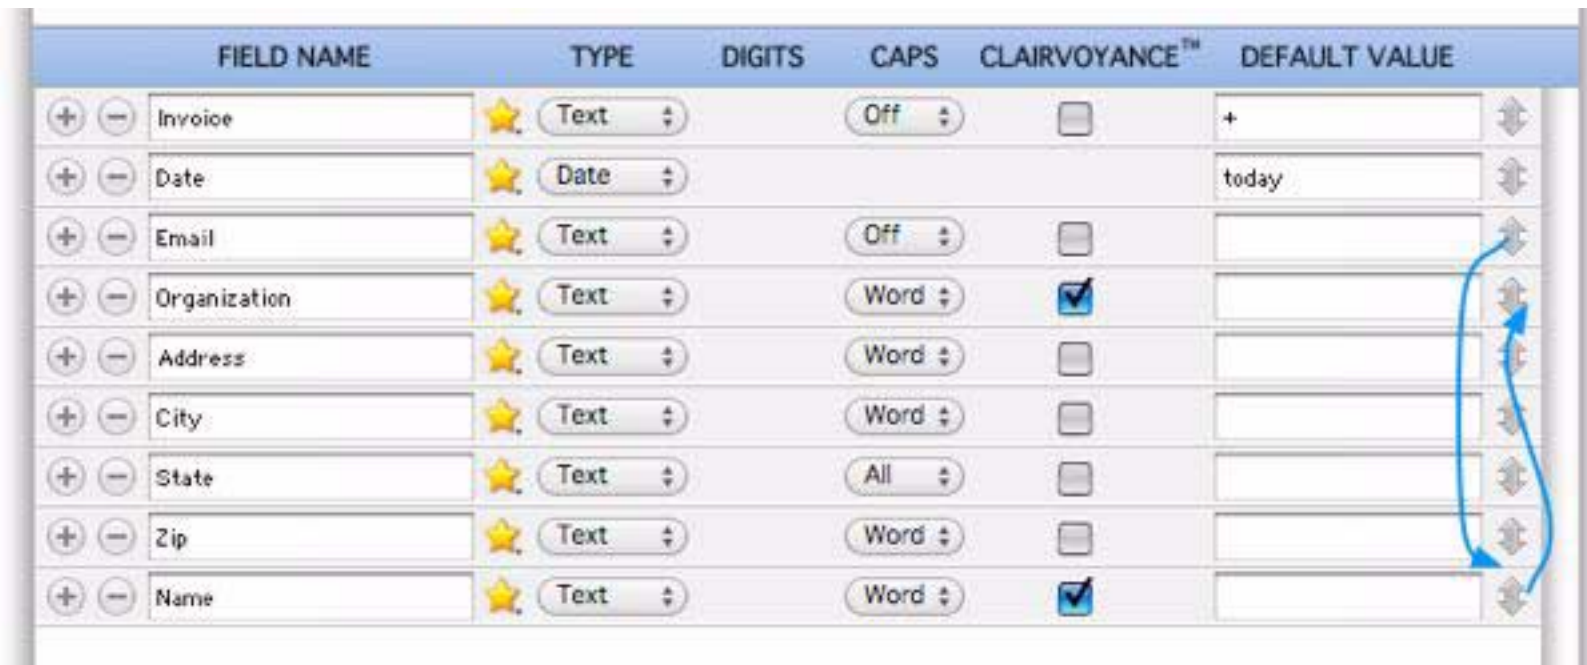 FIELD NAME TYPE DIGITS CAPS CLAIRVOYANCE™ DEFAULT VALUE
Invoice Text Off +
Date Date today
Email Text Off
Organization Text Word
Address Text Word
City Text Word
State Text All
Zip Text Word
Name Text Word